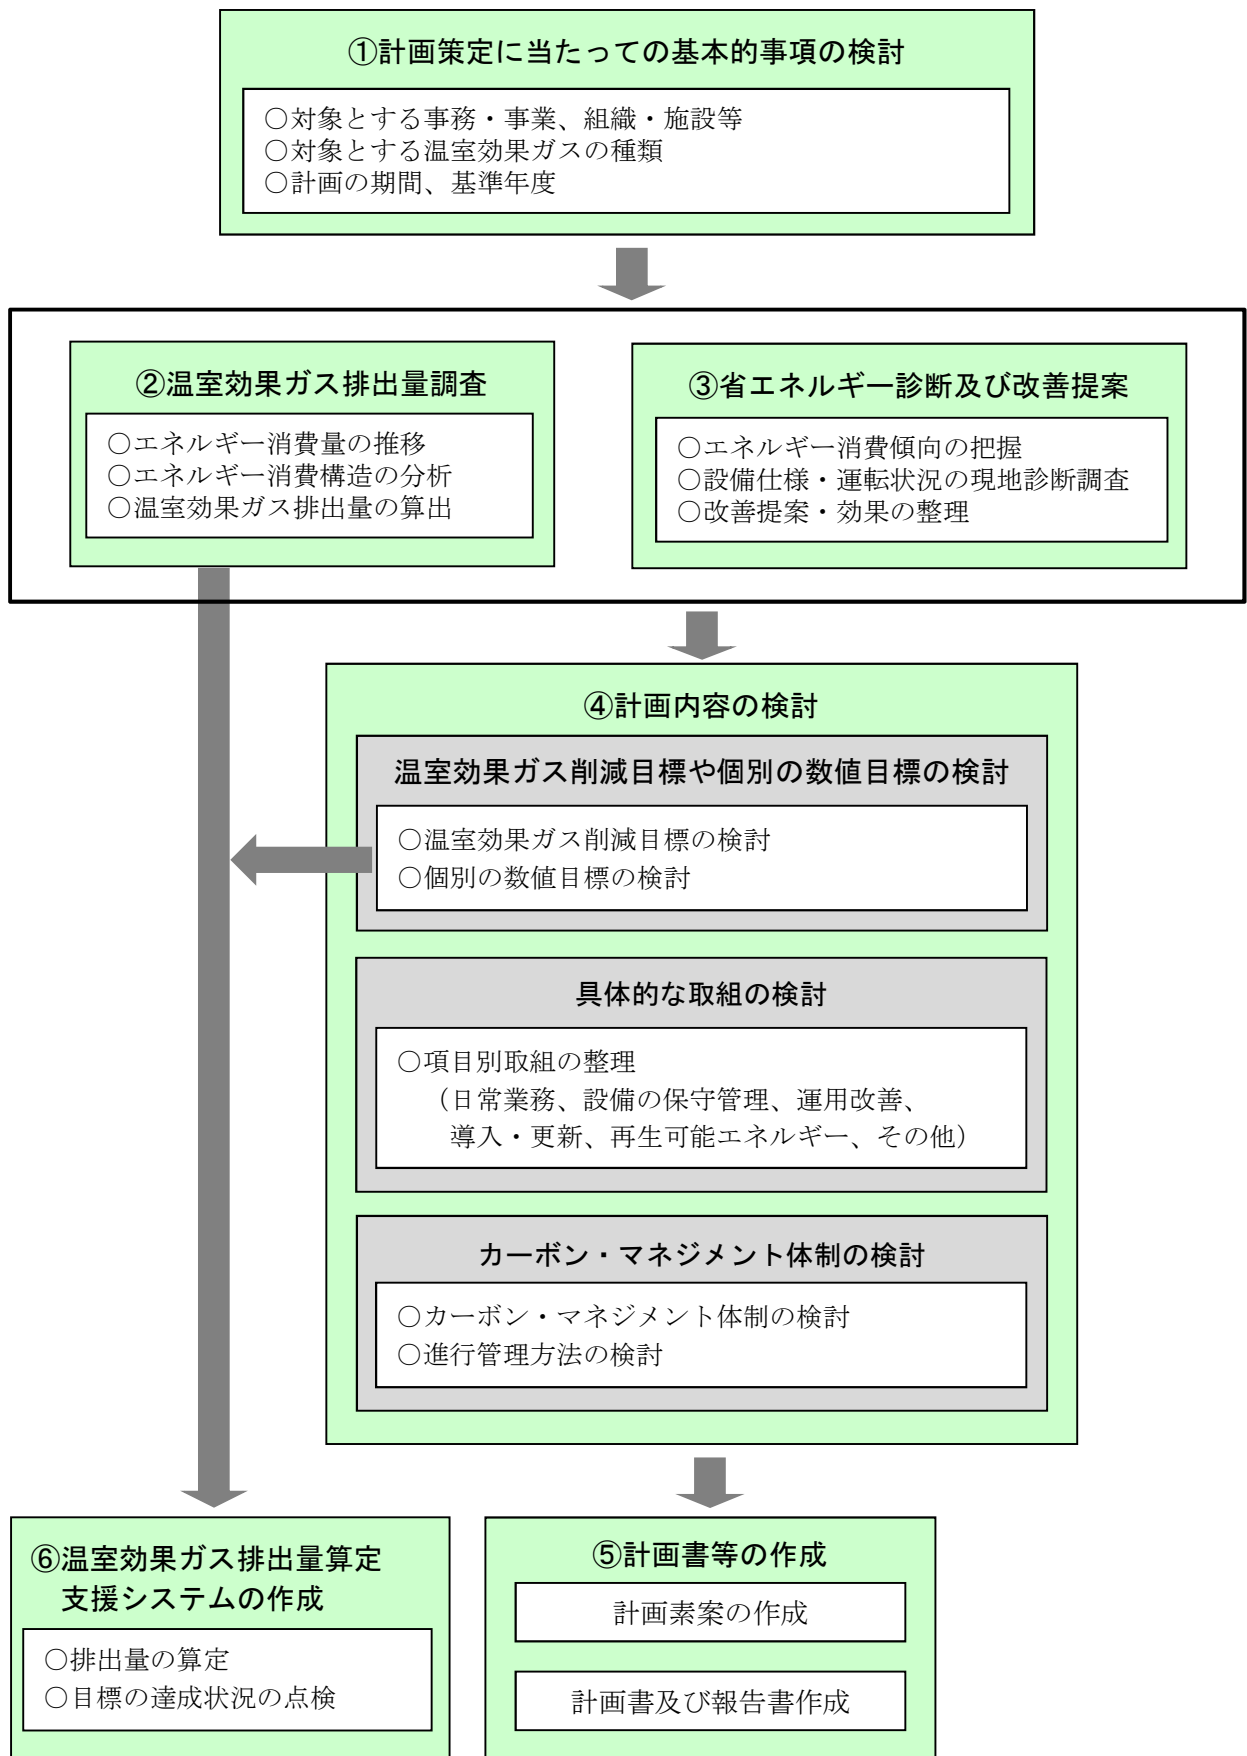 ①計画策定に当たっての基本的事項の検討
○対象とする事務・事業、組織・施設等
○対象とする温室効果ガスの種類
○計画の期間、基準年度
②温室効果ガス排出量調査
○エネルギー消費量の推移
○エネルギー消費構造の分析
○温室効果ガス排出量の算出
③省エネルギー診断及び改善提案
○エネルギー消費傾向の把握
○設備仕様・運転状況の現地診断調査
○改善提案・効果の整理
④計画内容の検討
温室効果ガス削減目標や個別の数値目標の検討
○温室効果ガス削減目標の検討
○個別の数値目標の検討
具体的な取組の検討
○項目別取組の整理
（日常業務、設備の保守管理、運用改善、
導入・更新、再生可能エネルギー、その他）
カーボン・マネジメント体制の検討
○カーボン・マネジメント体制の検討
○進行管理方法の検討
⑥温室効果ガス排出量算定
支援システムの作成
○排出量の算定
○目標の達成状況の点検
⑤計画書等の作成
計画素案の作成
計画書及び報告書作成